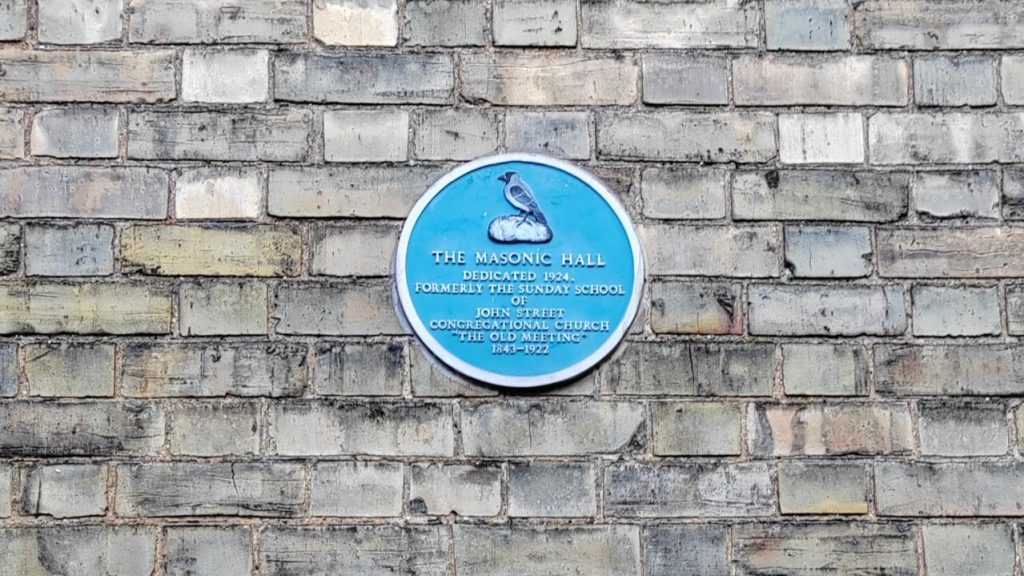 THE MASONIC HALL
DEDICATED 1924.
FORMERLY THE SUNDAY SCHOOL
OF
JOHN STREET
CONGREGATIONAL CHURCH
"THE OLD MEETING"
1843-1922